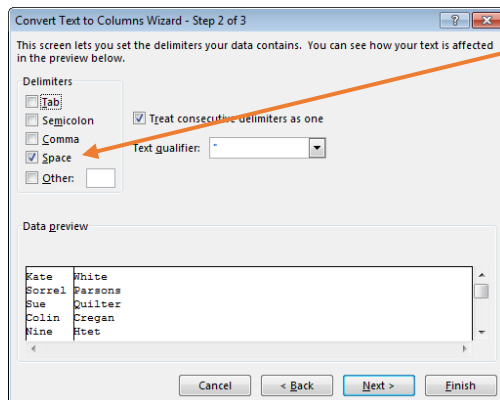 Convert Text to Columns Wizard - Step 2 of 3
This screen lets you set the delimiters your data contains.  You can see how your text is affected
in the preview below.
Delimiters
Tab
Semicolon
Comma
Space
Other:
Treat consecutive delimiters as one
Text qualifier: "
Data preview
Kate White
Sorrel Parsons
Sue Quilter
Colin Cregan
Nine Htet
Cancel < Back Next > Finish